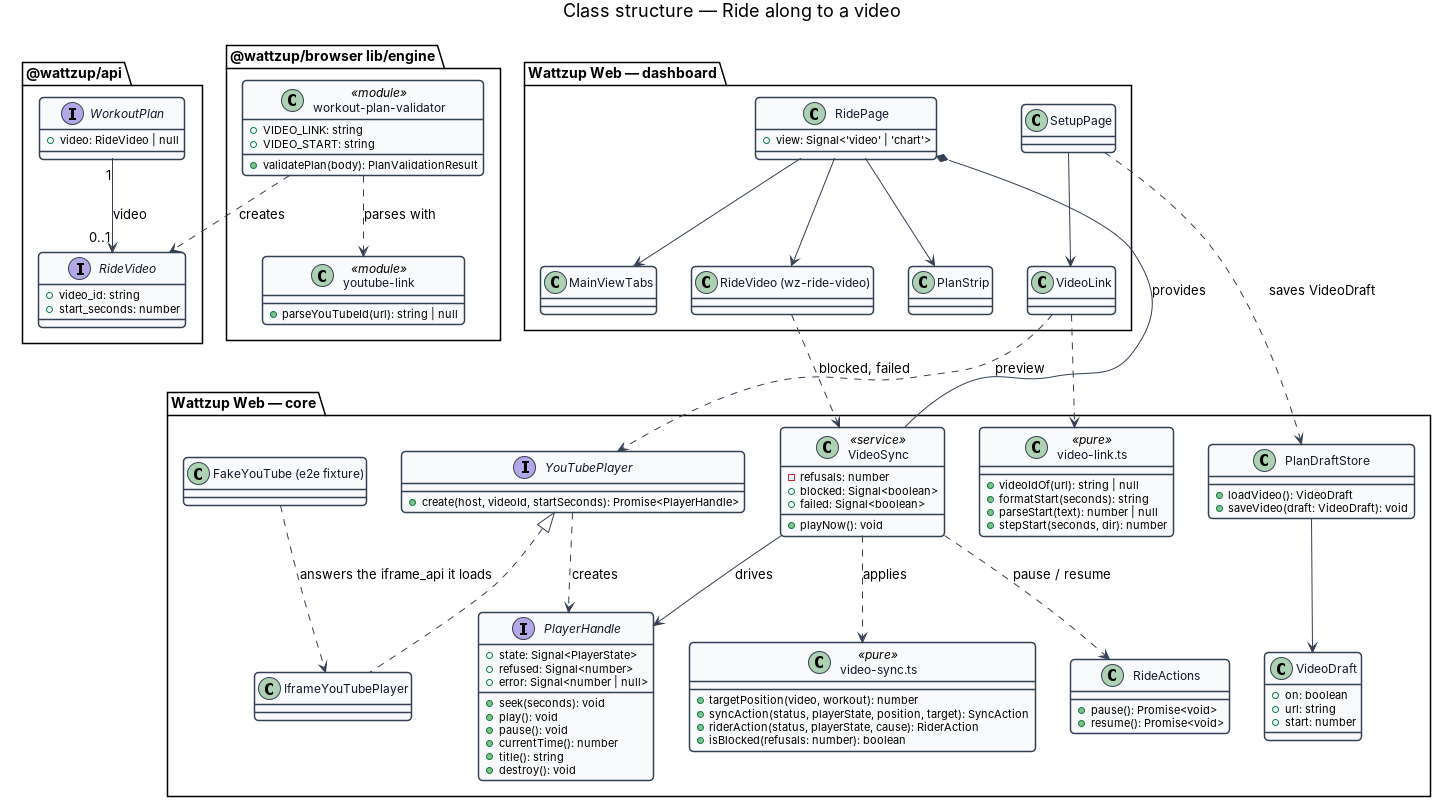 Class structure — Ride along to a video
@wattzup/api
I WorkoutPlan
video: RideVideo | null
1
video
0..1
I RideVideo
video_id: string
start_seconds: number
@wattzup/browser lib/engine
C «module»
workout-plan-validator
VIDEO_LINK: string
VIDEO_START: string
validatePlan(body): PlanValidationResult
creates
parses with
C «module»
youtube-link
parseYouTubeId(url): string | null
Wattzup Web — dashboard
C RidePage
view: Signal<'video' | 'chart'>
C SetupPage
C MainViewTabs
C RideVideo (wz-ride-video)
C PlanStrip
C VideoLink
provides
saves VideoDraft
blocked, failed
preview
Wattzup Web — core
C FakeYouTube (e2e fixture)
I YouTubePlayer
create(host, videoId, startSeconds): Promise<PlayerHandle>
C «service»
VideoSync
refusals: number
blocked: Signal<boolean>
failed: Signal<boolean>
playNow(): void
C «pure»
video-link.ts
videoIdOf(url): string | null
formatStart(seconds): string
parseStart(text): number | null
stepStart(seconds, dir): number
C PlanDraftStore
loadVideo(): VideoDraft
saveVideo(draft: VideoDraft): void
answers the iframe_api it loads
creates
drives
applies
pause / resume
C IframeYouTubePlayer
I PlayerHandle
state: Signal<PlayerState>
refused: Signal<number>
error: Signal<number | null>
seek(seconds): void
play(): void
pause(): void
currentTime(): number
title(): string
destroy(): void
C «pure»
video-sync.ts
targetPosition(video, workout): number
syncAction(status, playerState, position, target): SyncAction
riderAction(status, playerState, cause): RiderAction
isBlocked(refusals: number): boolean
C RideActions
pause(): Promise<void>
resume(): Promise<void>
C VideoDraft
on: boolean
url: string
start: number